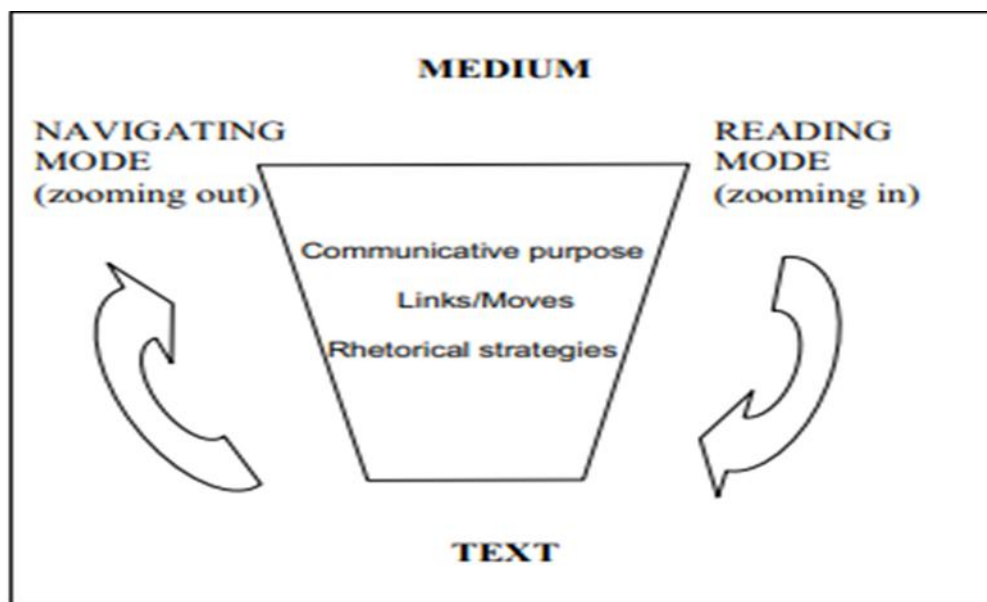 MEDIUM
NAVIGATING
MODE
(zooming out)
READING
MODE
(zooming in)
Communicative purpose
Links/Moves
Rhetorical strategies
TEXT